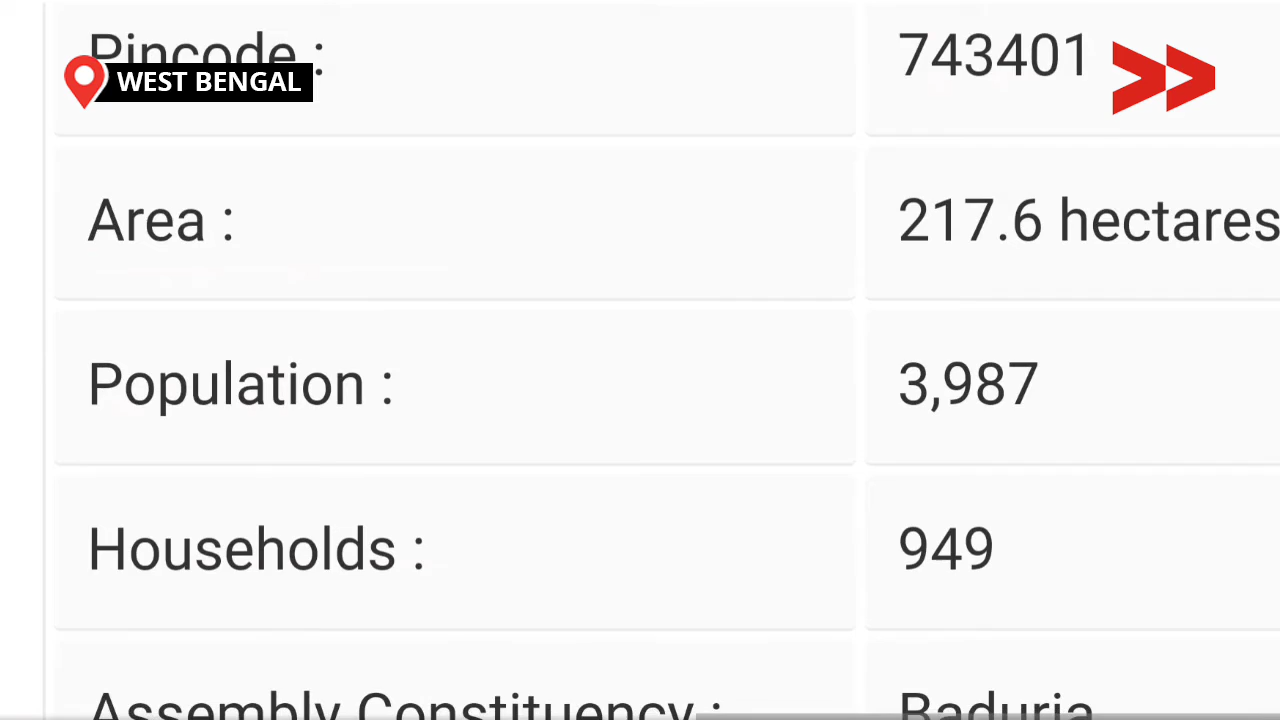 Pincode : 743401
WEST BENGAL
Area : 217.6 hectares
Population : 3,987
Households : 949
Assembly Constituency : Baduria